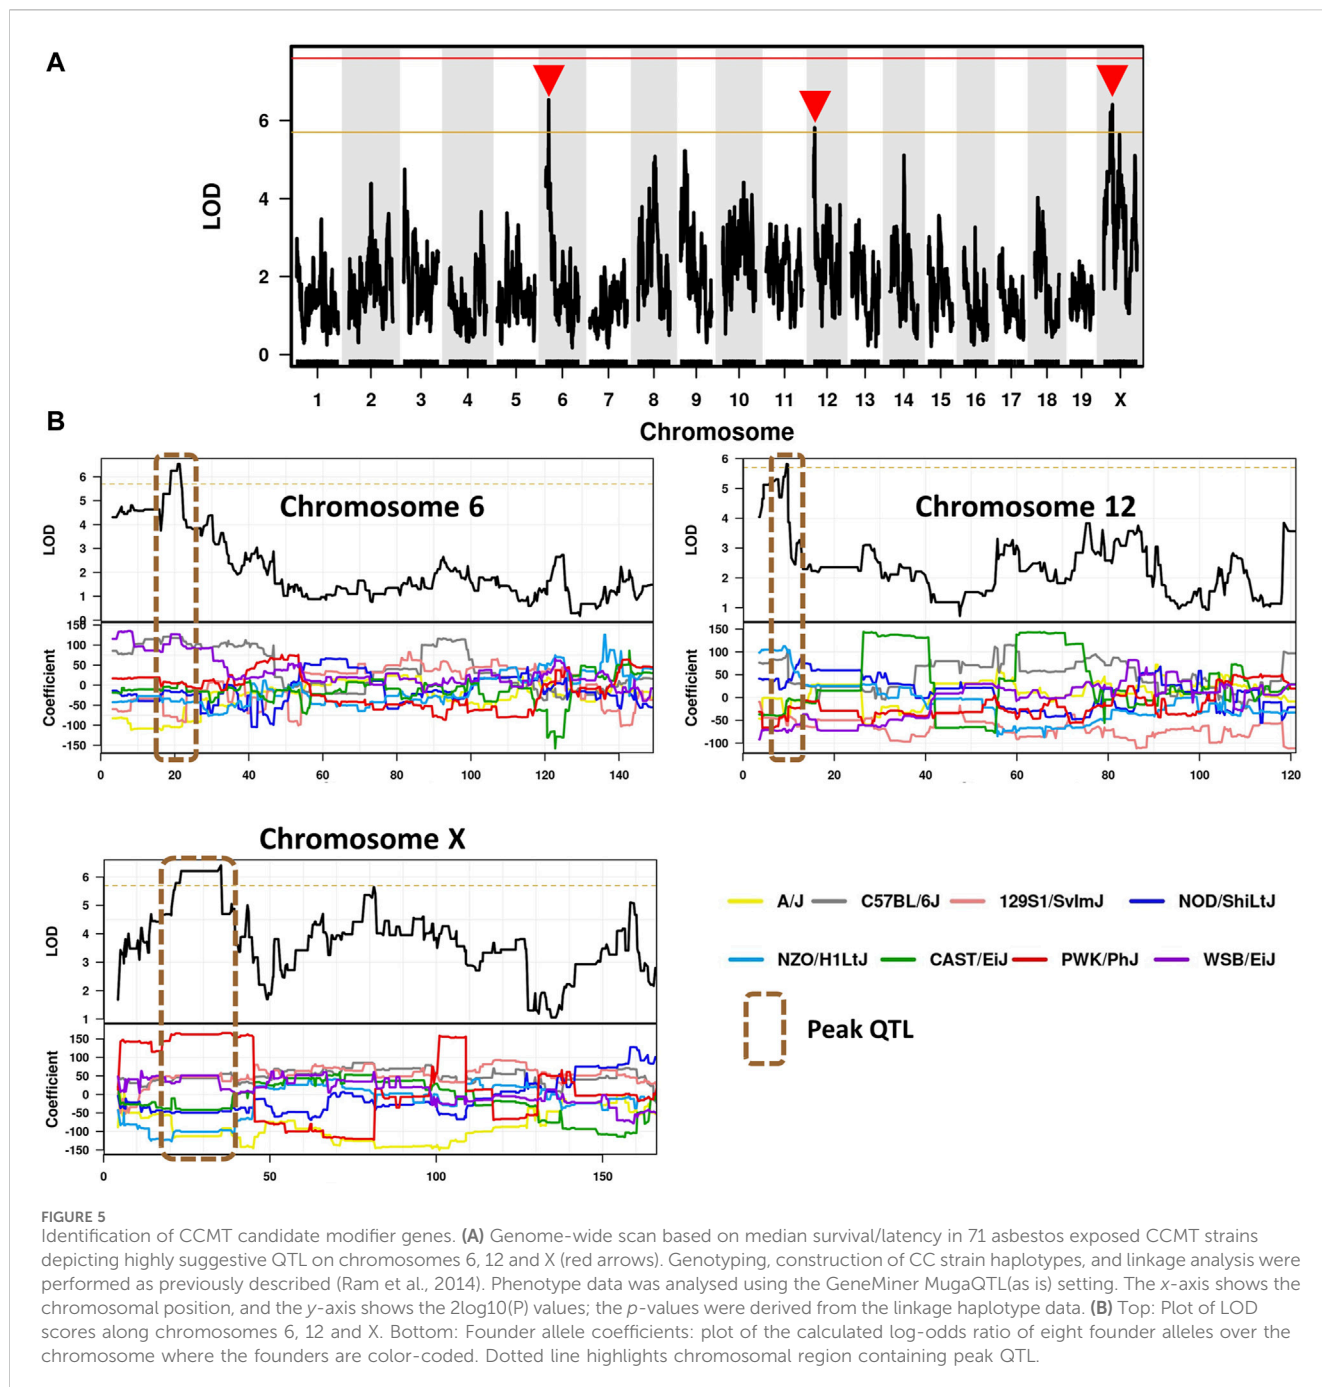 A
LOD
6
4
2
0
1 2 3 4 5 6 7 8 9 10 11 12 13 14 15 16 17 18 19 X
Chromosome
B
Chromosome 6
LOD
6
5
4
3
2
1
0
Coefficient
150
100
50
0
-50
-100
-150
0 20 40 60 80 100 120 140
Chromosome 12
LOD
6
5
4
3
2
1
Coefficient
150
100
50
0
-50
-100
0 20 40 60 80 100 120
Chromosome X
LOD
6
5
4
3
2
1
Coefficient
150
100
50
0
-50
-100
-150
0 50 100 150
A/J C57BL/6J 129S1/SvImJ NOD/ShiLtJ
NZO/H1LtJ CAST/EiJ PWK/PhJ WSB/EiJ
Peak QTL
FIGURE 5
Identification of CCMT candidate modifier genes. (A) Genome-wide scan based on median survival/latency in 71 asbestos exposed CCMT strains
depicting highly suggestive QTL on chromosomes 6, 12 and X (red arrows). Genotyping, construction of CC strain haplotypes, and linkage analysis were
performed as previously described (Ram et al., 2014). Phenotype data was analysed using the GeneMiner MugaQTL(as is) setting. The x-axis shows the
chromosomal position, and the y-axis shows the 2log10(P) values; the p-values were derived from the linkage haplotype data. (B) Top: Plot of LOD
scores along chromosomes 6, 12 and X. Bottom: Founder allele coefficients: plot of the calculated log-odds ratio of eight founder alleles over the
chromosome where the founders are color-coded. Dotted line highlights chromosomal region containing peak QTL.